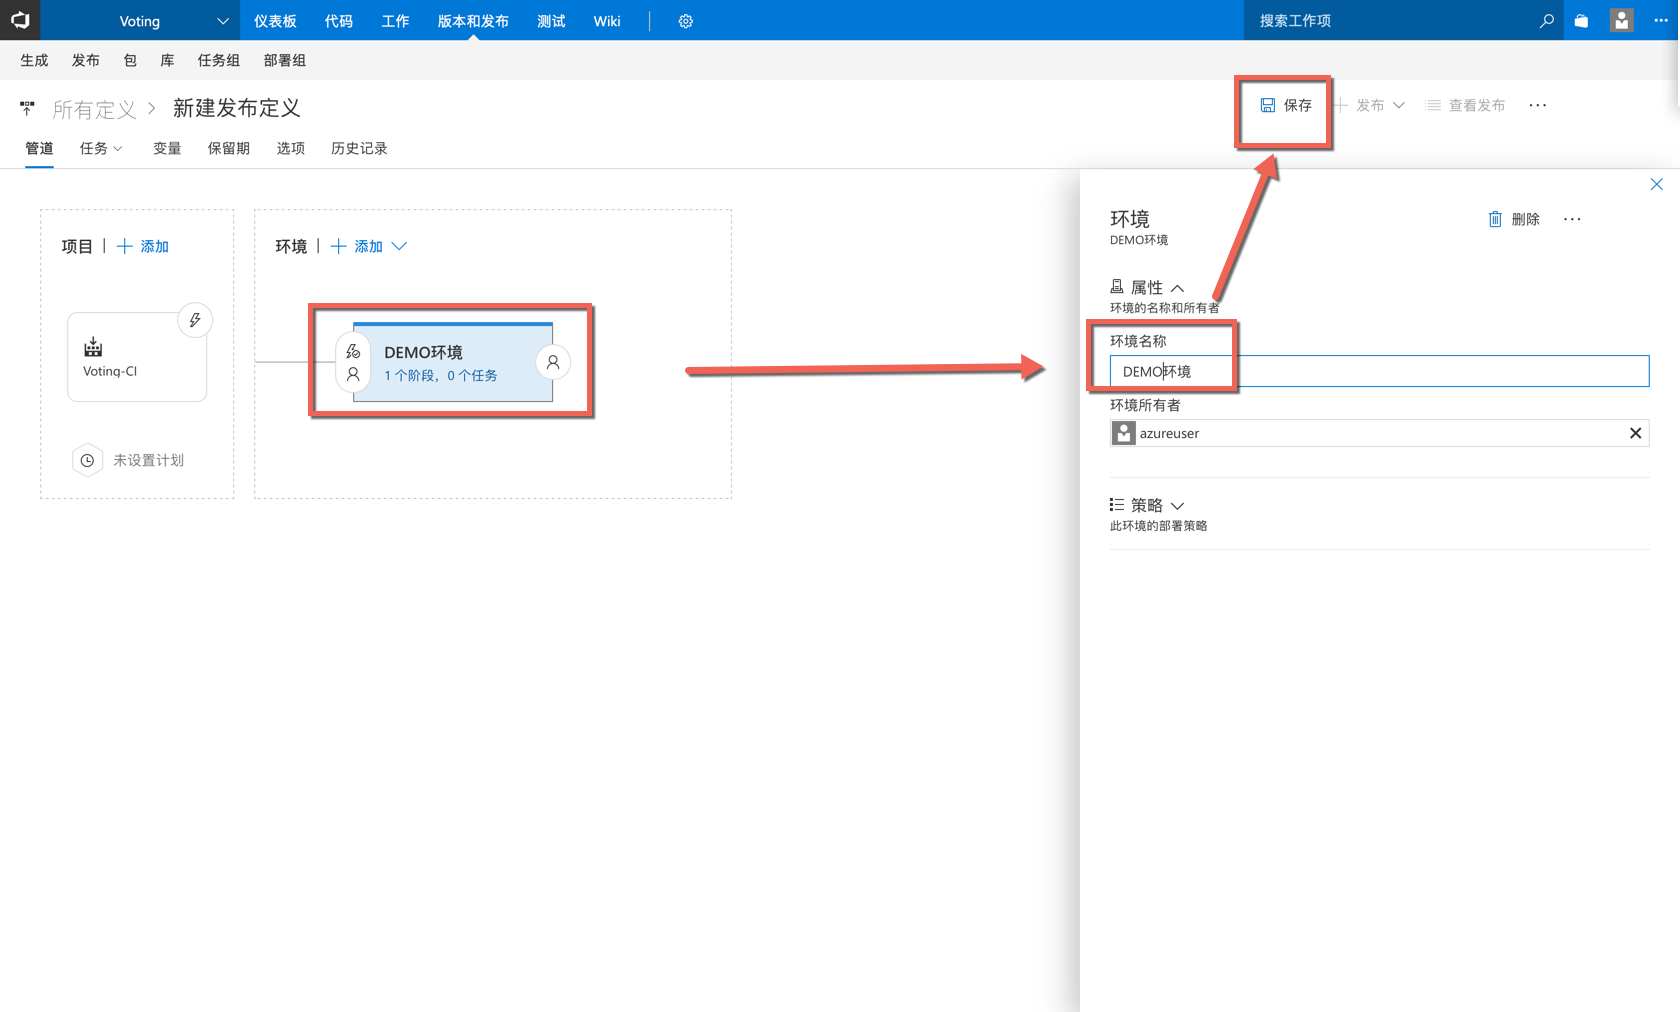 Voting 仪表板 代码 工作 版本和发布 测试 Wiki 搜索工作项
生成 发布 包 库 任务组 部署组
所有定义 > 新建发布定义 保存 发布 查看发布
管道 任务 变量 保留期 选项 历史记录
项目 | + 添加
Voting-CI
未设置计划
环境 | + 添加
DEMO环境
1 个阶段，0 个任务
环境 删除
DEMO环境
属性
环境的名称和所有者
环境名称
DEMO环境
环境所有者
azureuser
策略
此环境的部署策略